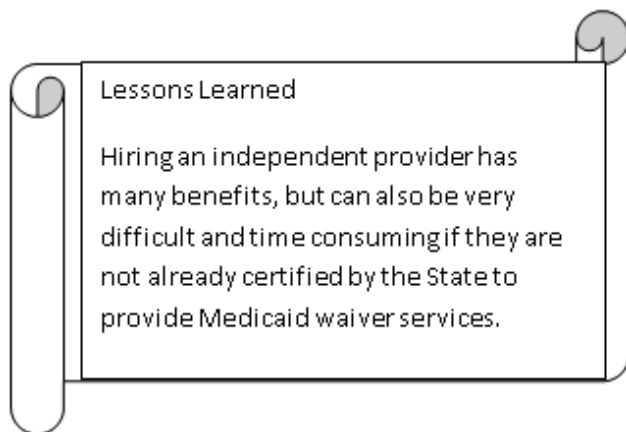 Lessons Learned
Hiring an independent provider has
many benefits, but can also be very
difficult and time consuming if they are
not already certified by the State to
provide Medicaid waiver services.